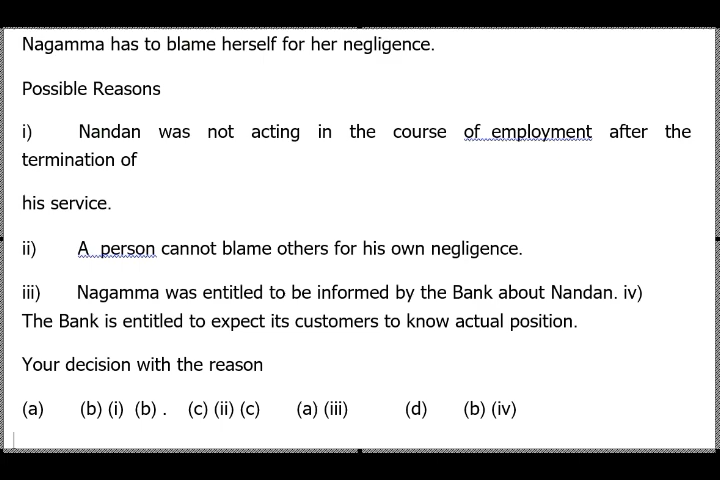 Nagamma has to blame herself for her negligence.
Possible Reasons
i) Nandan was not acting in the course of employment after the
termination of
his service.
ii) A person cannot blame others for his own negligence.
iii) Nagamma was entitled to be informed by the Bank about Nandan. iv)
The Bank is entitled to expect its customers to know actual position.
Your decision with the reason
(a) (b) (i) (b) . (c) (ii) (c) (a) (iii) (d) (b) (iv)